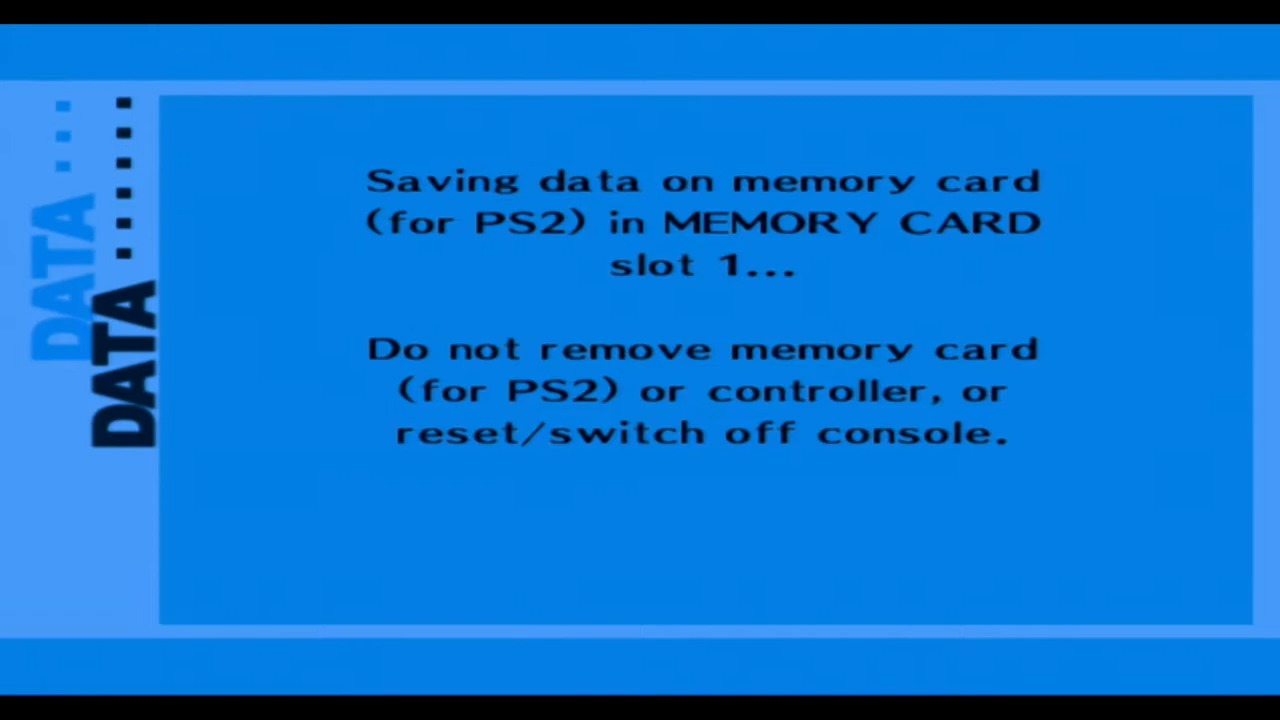 DATA ...
DATA ......
Saving data on memory card
(for PS2) in MEMORY CARD
slot 1...
Do not remove memory card
(for PS2) or controller, or
reset/switch off console.